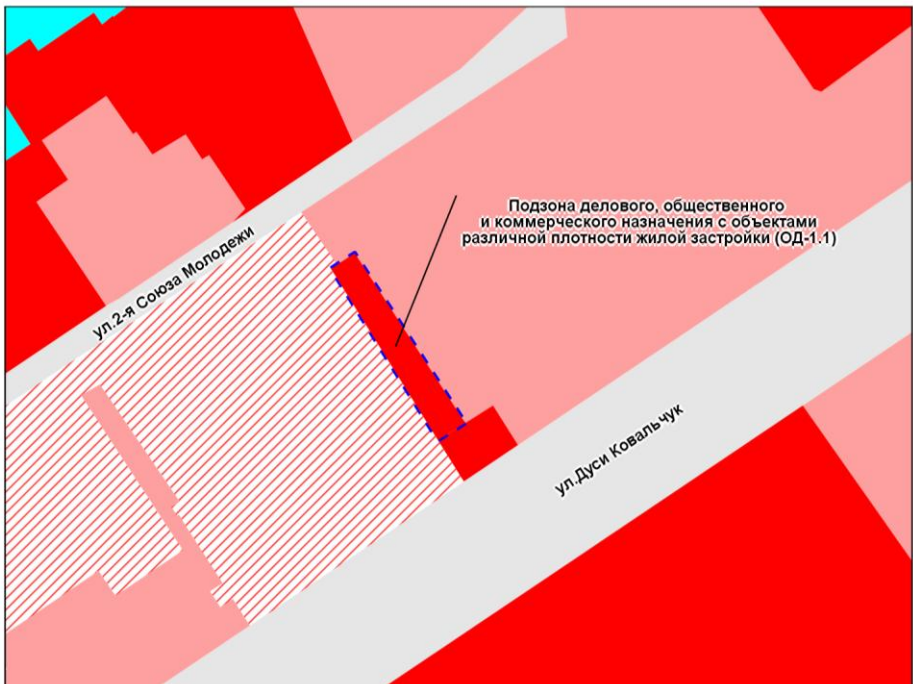 Подзона делового, общественного
и коммерческого назначения с объектами
различной плотности жилой застройки (ОД-1.1)
ул.2-я Союза Молодежи
ул.Дуси Ковальчук